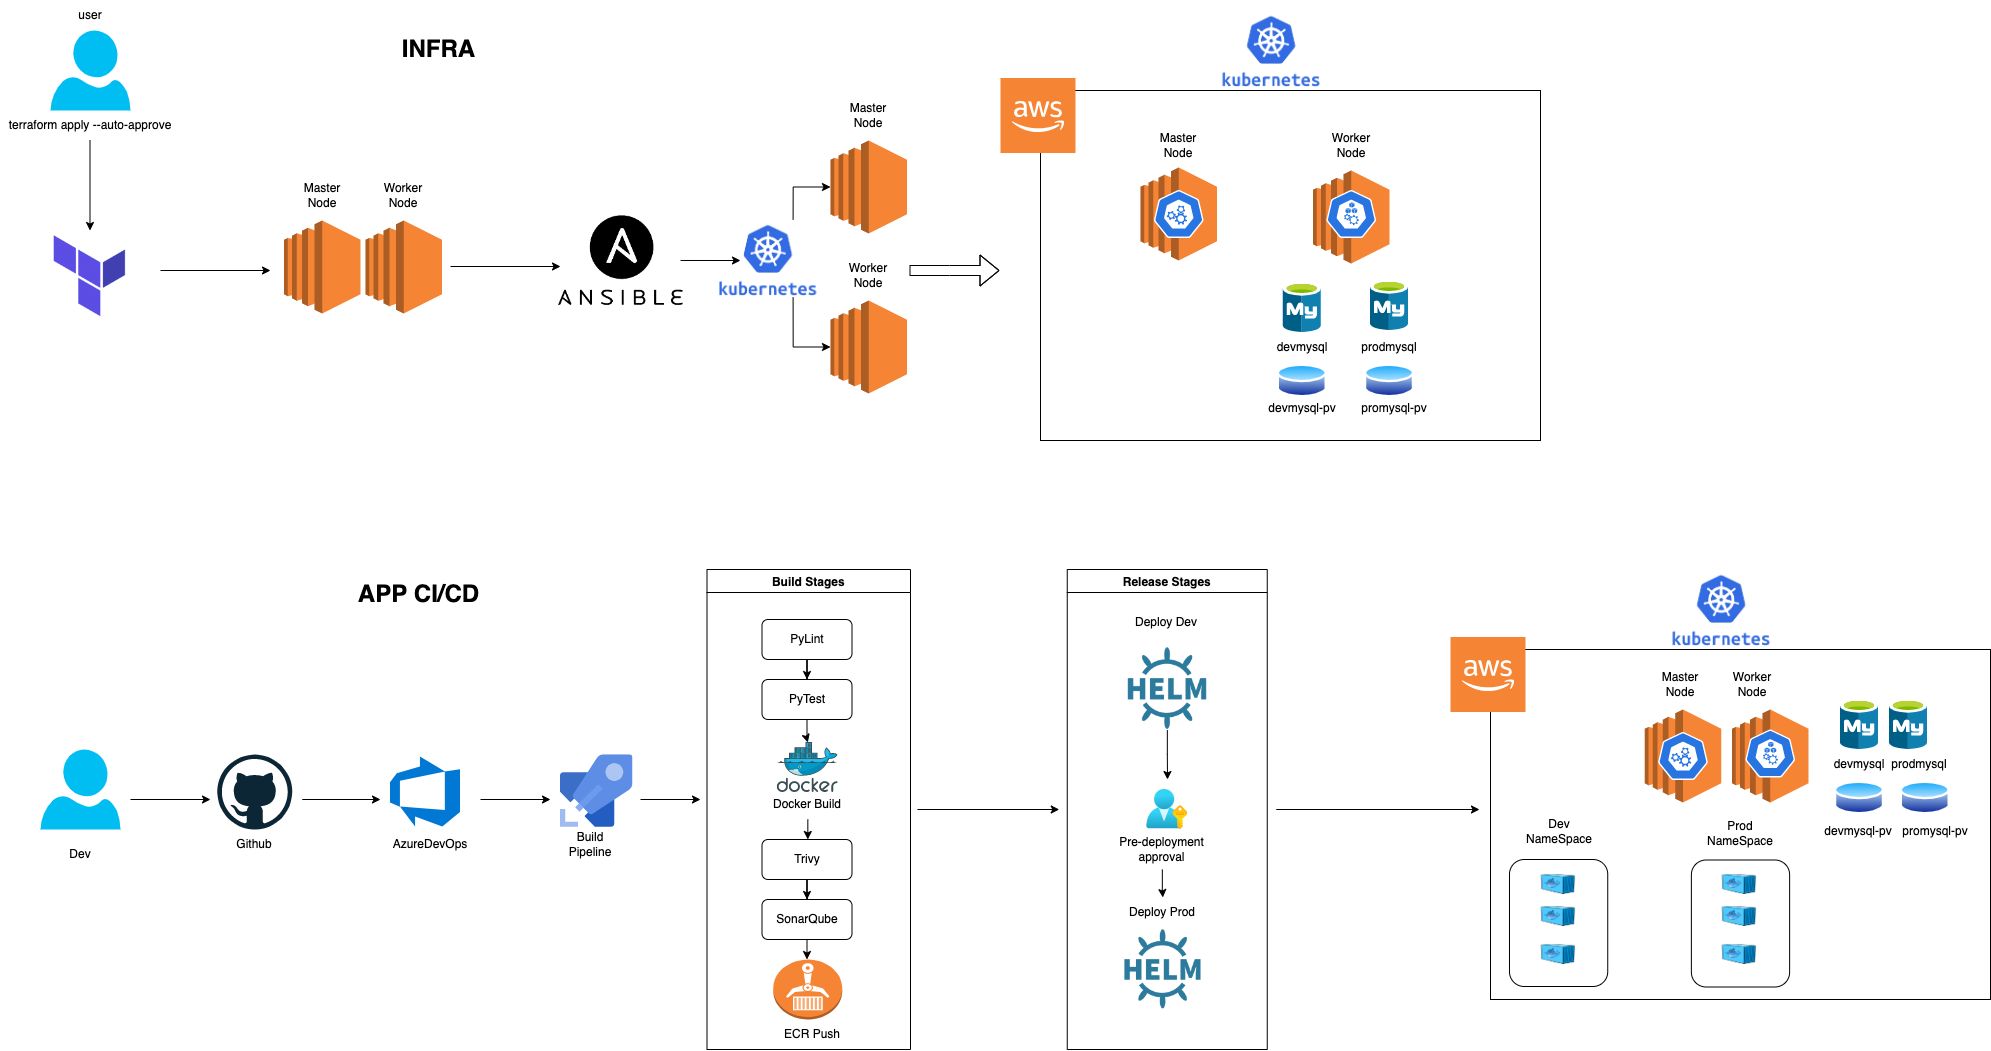 user
terraform apply --auto-approve
INFRA
Master
Node
Worker
Node
ANSIBLE
kubernetes
Master
Node
Worker
Node
kubernetes
aws
Master
Node
Worker
Node
My
My
devmysql
prodmysql
devmysql-pv
promysql-pv
APP CI/CD
Dev
Github
AzureDevOps
Build
Pipeline
Build Stages
PyLint
PyTest
docker
Docker Build
Trivy
SonarQube
ECR Push
Release Stages
Deploy Dev
HELM
Pre-deployment
approval
Deploy Prod
HELM
kubernetes
aws
Master
Node
Worker
Node
My
My
devmysql
prodmysql
devmysql-pv
promysql-pv
Dev
NameSpace
Prod
NameSpace